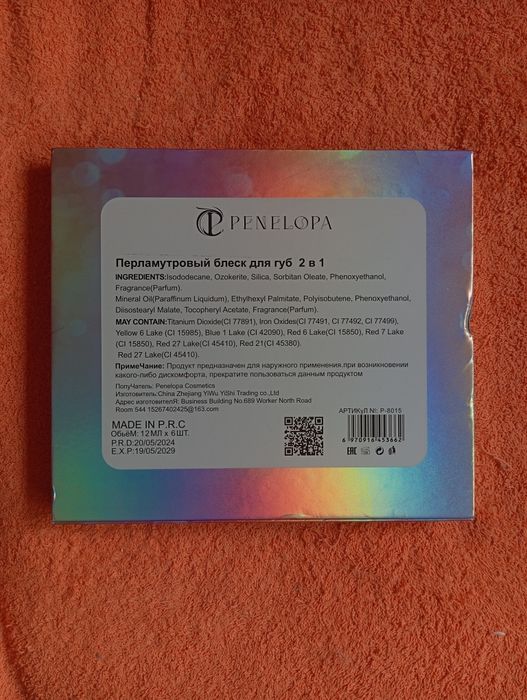 PENELOPA
Перламутровый блеск для губ 2 в 1
INGREDIENTS:Isododecane, Ozokerite, Silica, Sorbitan Oleate, Phenoxyethanol,
Fragrance(Parfum).
Mineral Oil(Paraffinum Liquidum), Ethylhexyl Palmitate, Polyisobutene, Phenoxyethanol,
Diisostearyl Malate, Tocopheryl Acetate, Fragrance(Parfum).
MAY CONTAIN:Titanium Dioxide(CI 77891), Iron Oxides(CI 77491, CI 77492, CI 77499),
Yellow 6 Lake (CI 15985), Blue 1 Lake (CI 42090), Red 6 Lake(CI 15850), Red 7 Lake
(CI 15850), Red 27 Lake(CI 45410), Red 21(CI 45380).
Red 27 Lake(CI 45410).
ПримеЧание: Продукт предназначен для наружного применения.при возникновении
какого-либо дискомфорта, прекратите пользоваться данным продуктом
ПолуЧатель: Penelopa Cosmetics
Изготовитель:China Zhejiang YiWu YiShi Trading co.,Ltd
Адрес изготовителЯ: Business Building No.689 Worker North Road
Room 544 15267402425@163.com
MADE IN P.R.C
ОбъеМ: 12МЛ x 6ШТ.
P.R.D:20/05/2024
E.X.P:19/05/2029
АРТИКуЛ №: P-8015
6 970916 453662
EAC